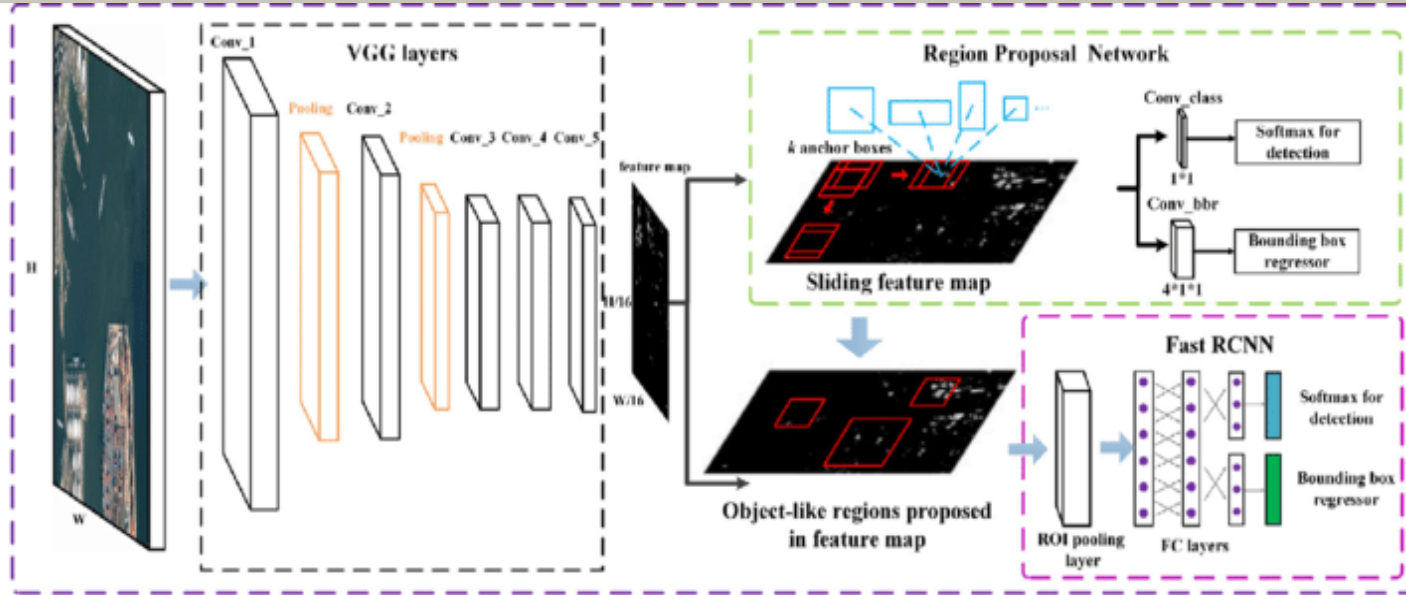 H
W
VGG layers
Conv_1
Pooling
Conv_2
Pooling
Conv_3
Conv_4
Conv_5
feature map
H/16
W/16
Region Proposal Network
k anchor boxes
Sliding feature map
Conv_class
1*1
Softmax for
detection
Conv_bbr
4*1*1
Bounding box
regressor
Object-like regions proposed
in feature map
Fast RCNN
ROI pooling
layer
FC layers
Softmax for
detection
Bounding box
regressor